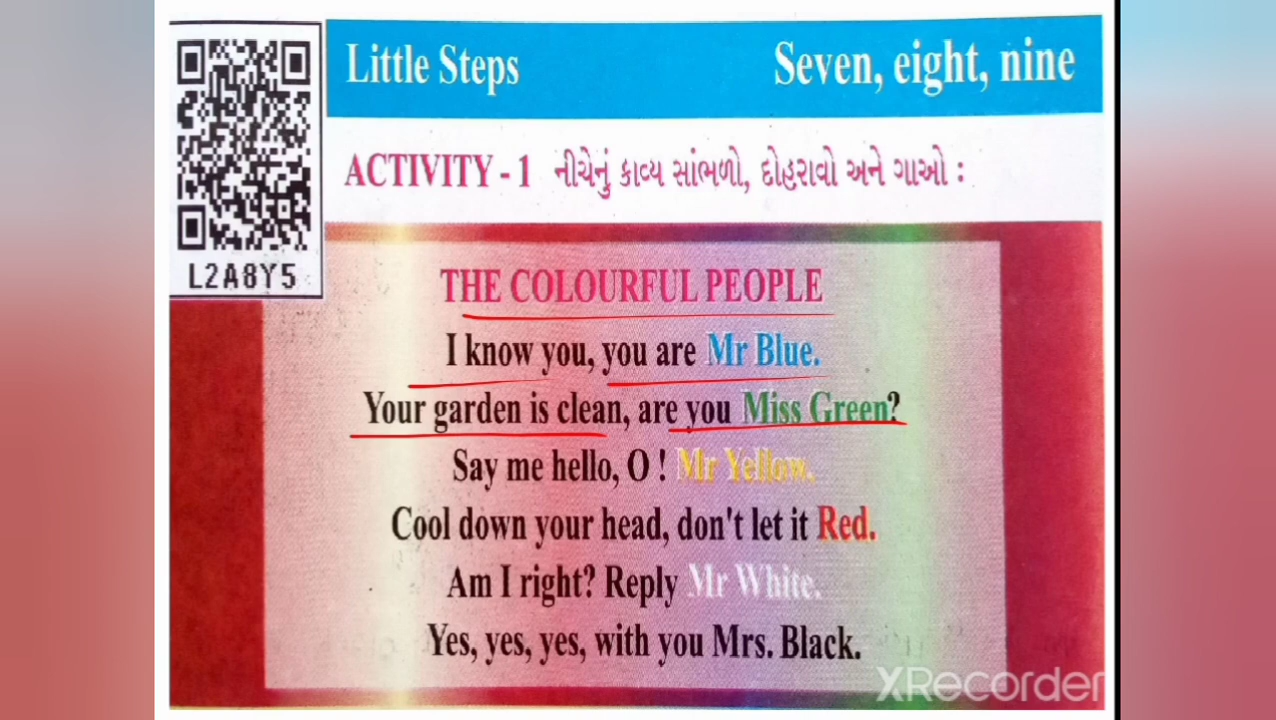 Little Steps
Seven, eight, nine
L2A8Y5
ACTIVITY - 1 નીચેનું કાવ્ય સાંભળો, દોહરાવો અને ગાઓ :
THE COLOURFUL PEOPLE
I know you, you are Mr Blue.
Your garden is clean, are you Miss Green?
Say me hello, O ! Mr Yellow.
Cool down your head, don't let it Red.
Am I right? Reply Mr White.
Yes, yes, yes, with you Mrs. Black.
XRecorder